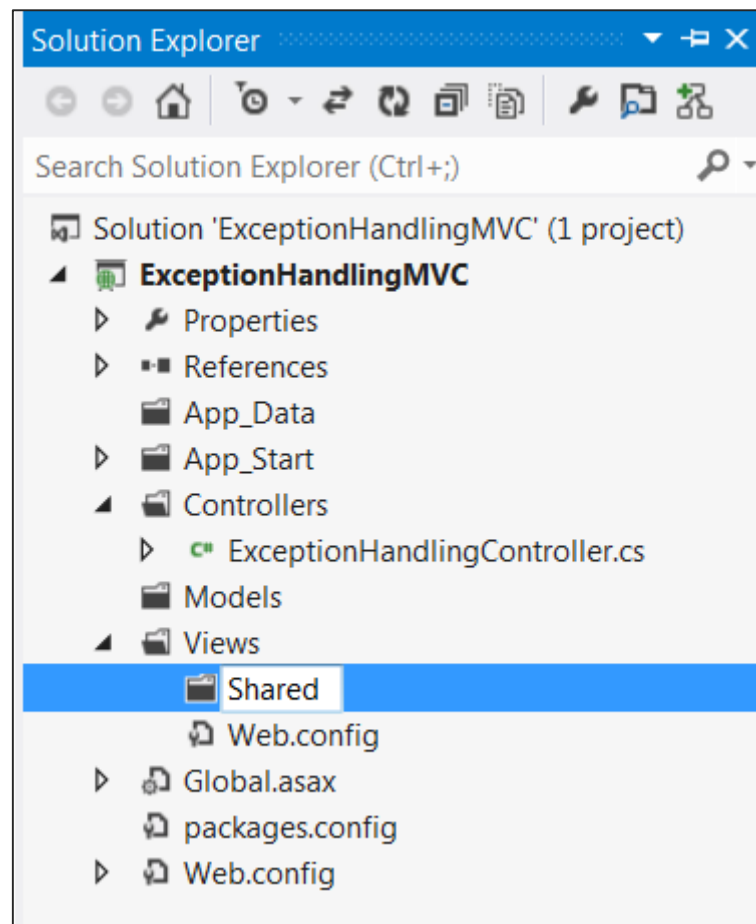 Solution Explorer
Search Solution Explorer (Ctrl+;)
Solution 'ExceptionHandlingMVC' (1 project)
ExceptionHandlingMVC
Properties
References
App_Data
App_Start
Controllers
C# ExceptionHandlingController.cs
Models
Views
Shared
Web.config
Global.asax
packages.config
Web.config